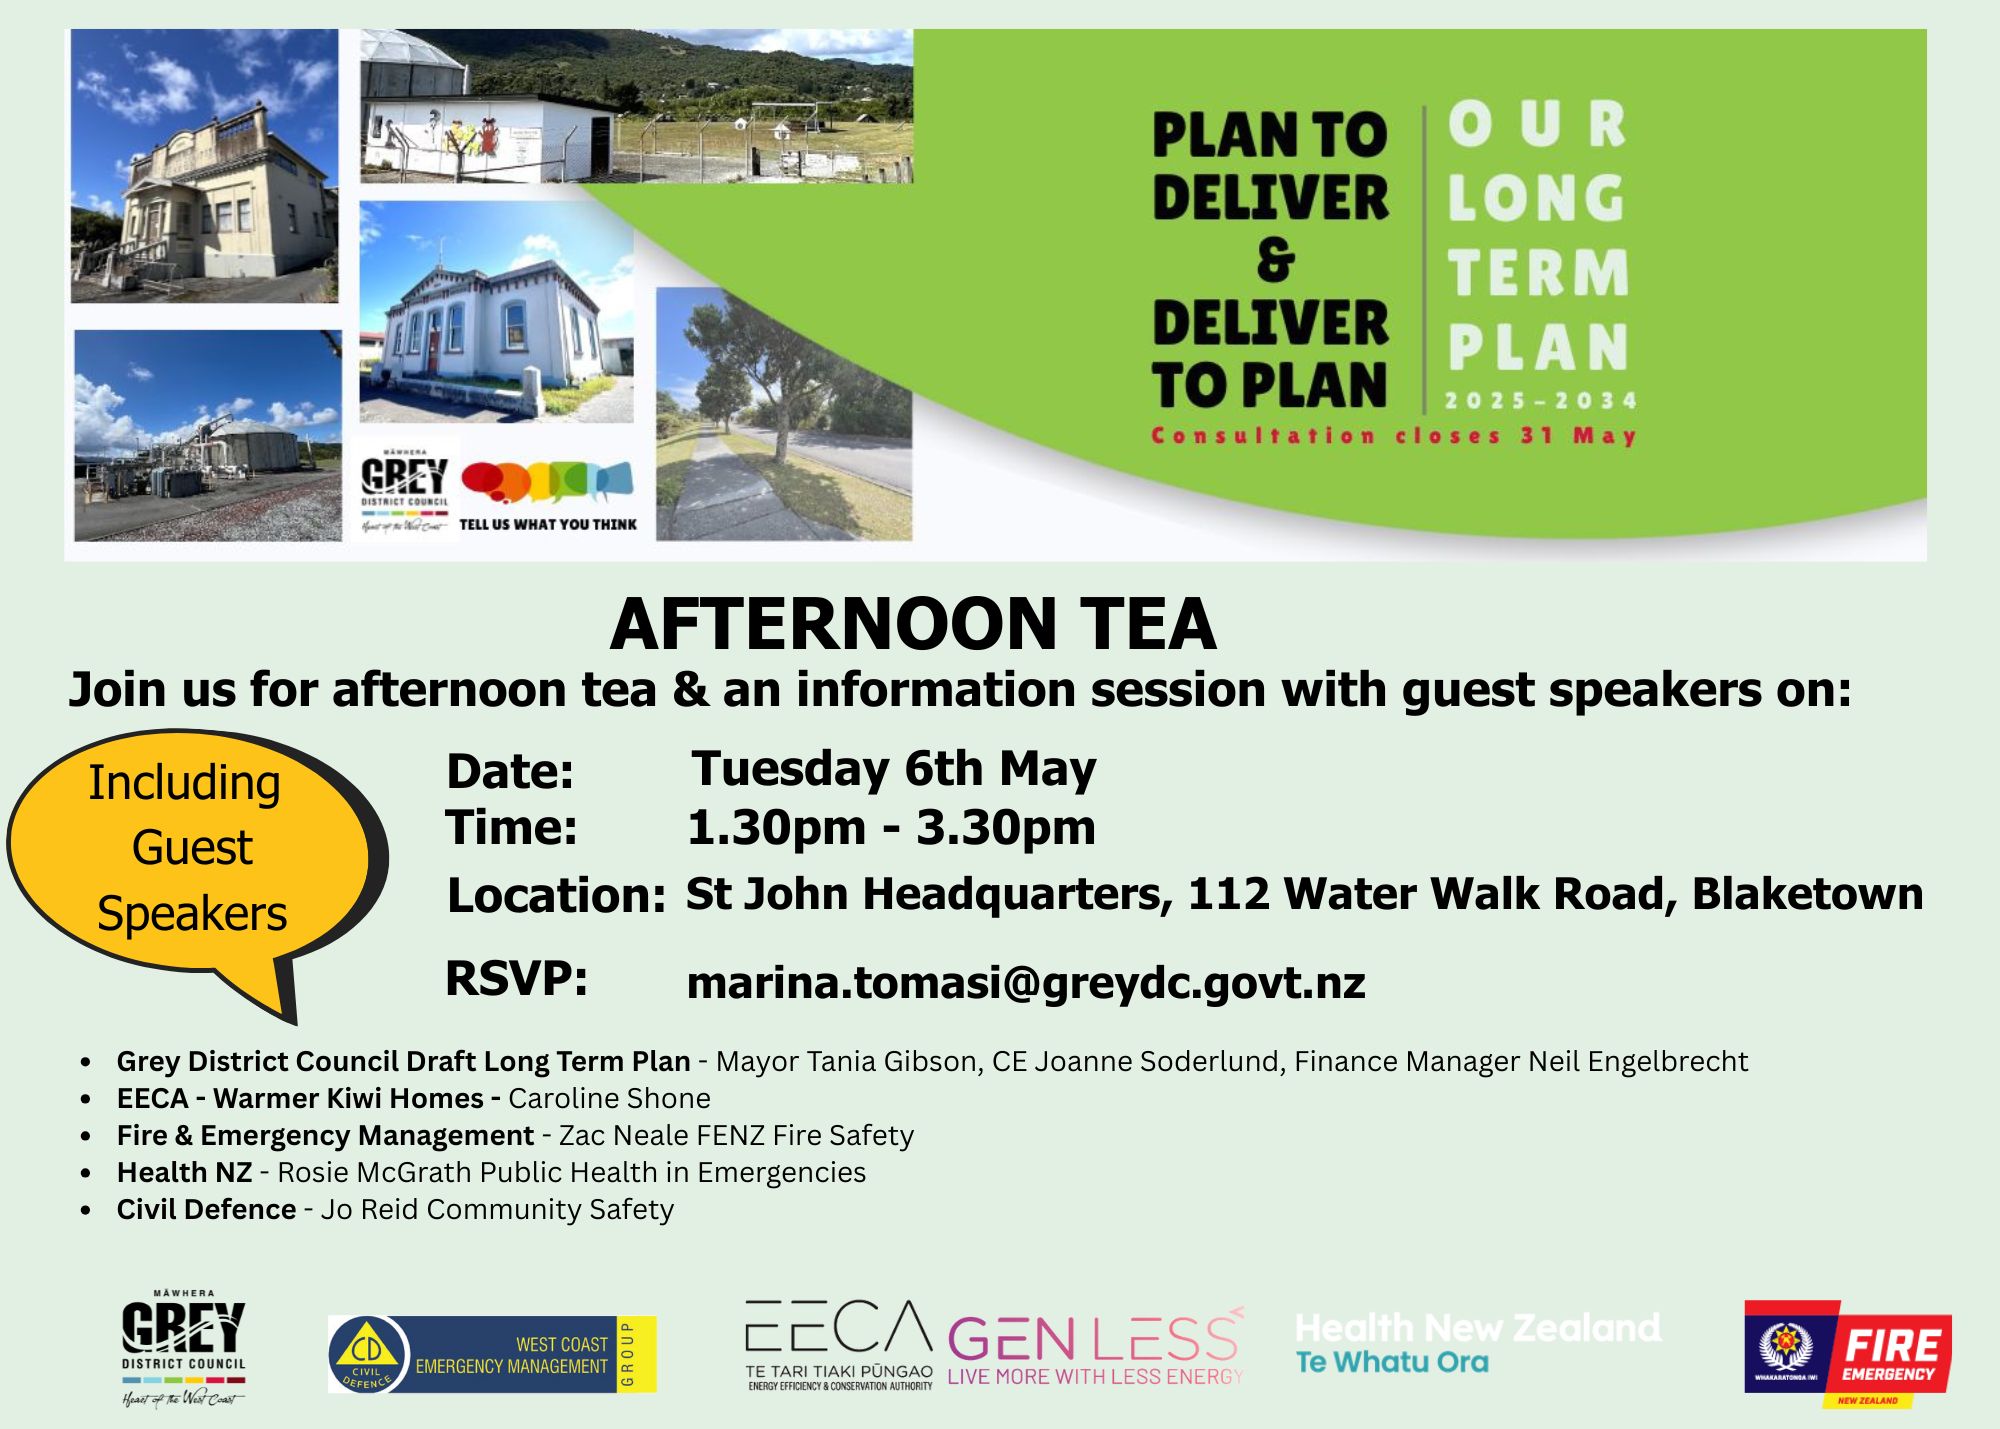 PLAN TO
DELIVER
&
DELIVER
TO PLAN
OUR
LONG
TERM
PLAN
2025-2034
Consultation closes 31 May
MĀWHERA
GREY
DISTRICT COUNCIL
Heart of the West Coast
TELL US WHAT YOU THINK
AFTERNOON TEA
Join us for afternoon tea & an information session with guest speakers on:
Including
Guest
Speakers
Date: Tuesday 6th May
Time: 1.30pm - 3.30pm
Location: St John Headquarters, 112 Water Walk Road, Blaketown
RSVP: marina.tomasi@greydc.govt.nz
• Grey District Council Draft Long Term Plan - Mayor Tania Gibson, CE Joanne Soderlund, Finance Manager Neil Engelbrecht
• EECA - Warmer Kiwi Homes - Caroline Shone
• Fire & Emergency Management - Zac Neale FENZ Fire Safety
• Health NZ - Rosie McGrath Public Health in Emergencies
• Civil Defence - Jo Reid Community Safety
MĀWHERA
GREY
DISTRICT COUNCIL
Heart of the West Coast
CD
CIVIL
DEFENCE
WEST COAST
EMERGENCY MANAGEMENT
GROUP
EECA
TE TARI TIAKI PŪNGAO
ENERGY EFFICIENCY & CONSERVATION AUTHORITY
GEN LESS
LIVE MORE WITH LESS ENERGY
Health New Zealand
Te Whatu Ora
WHAKARATONGA IWI
FIRE
EMERGENCY
NEW ZEALAND